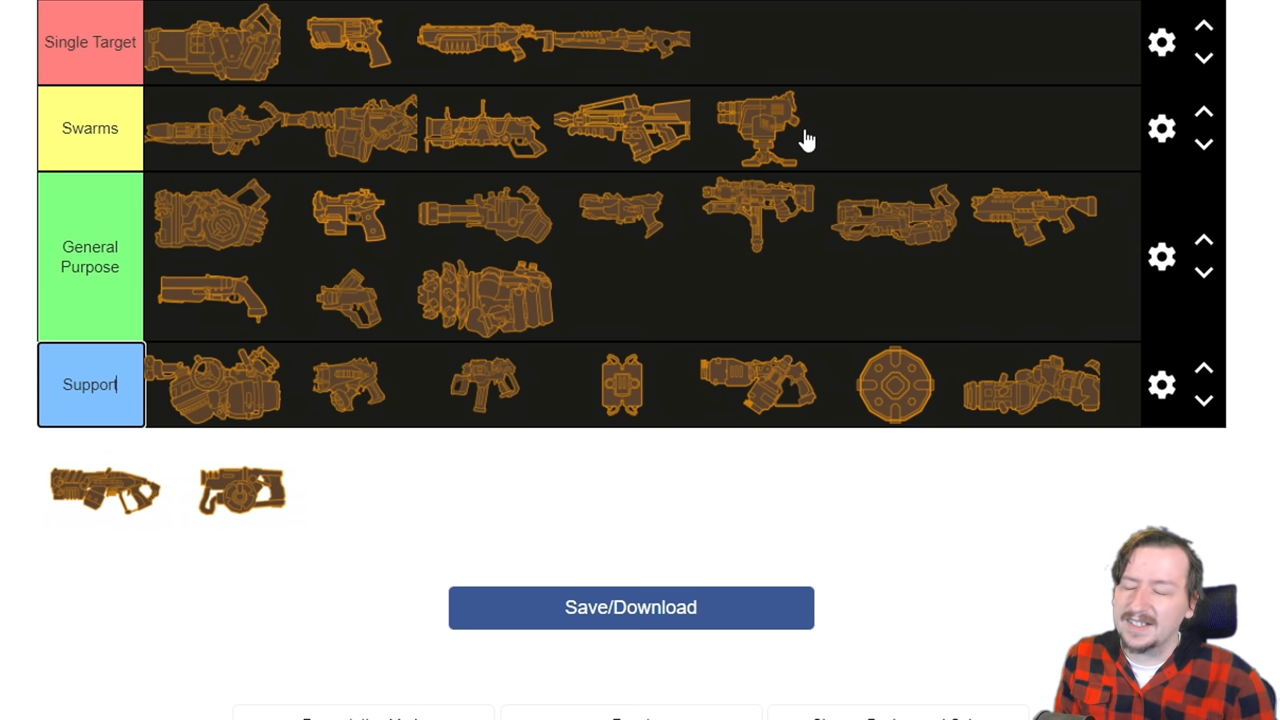 Single Target
Swarms
General
Purpose
Support
Save/Download